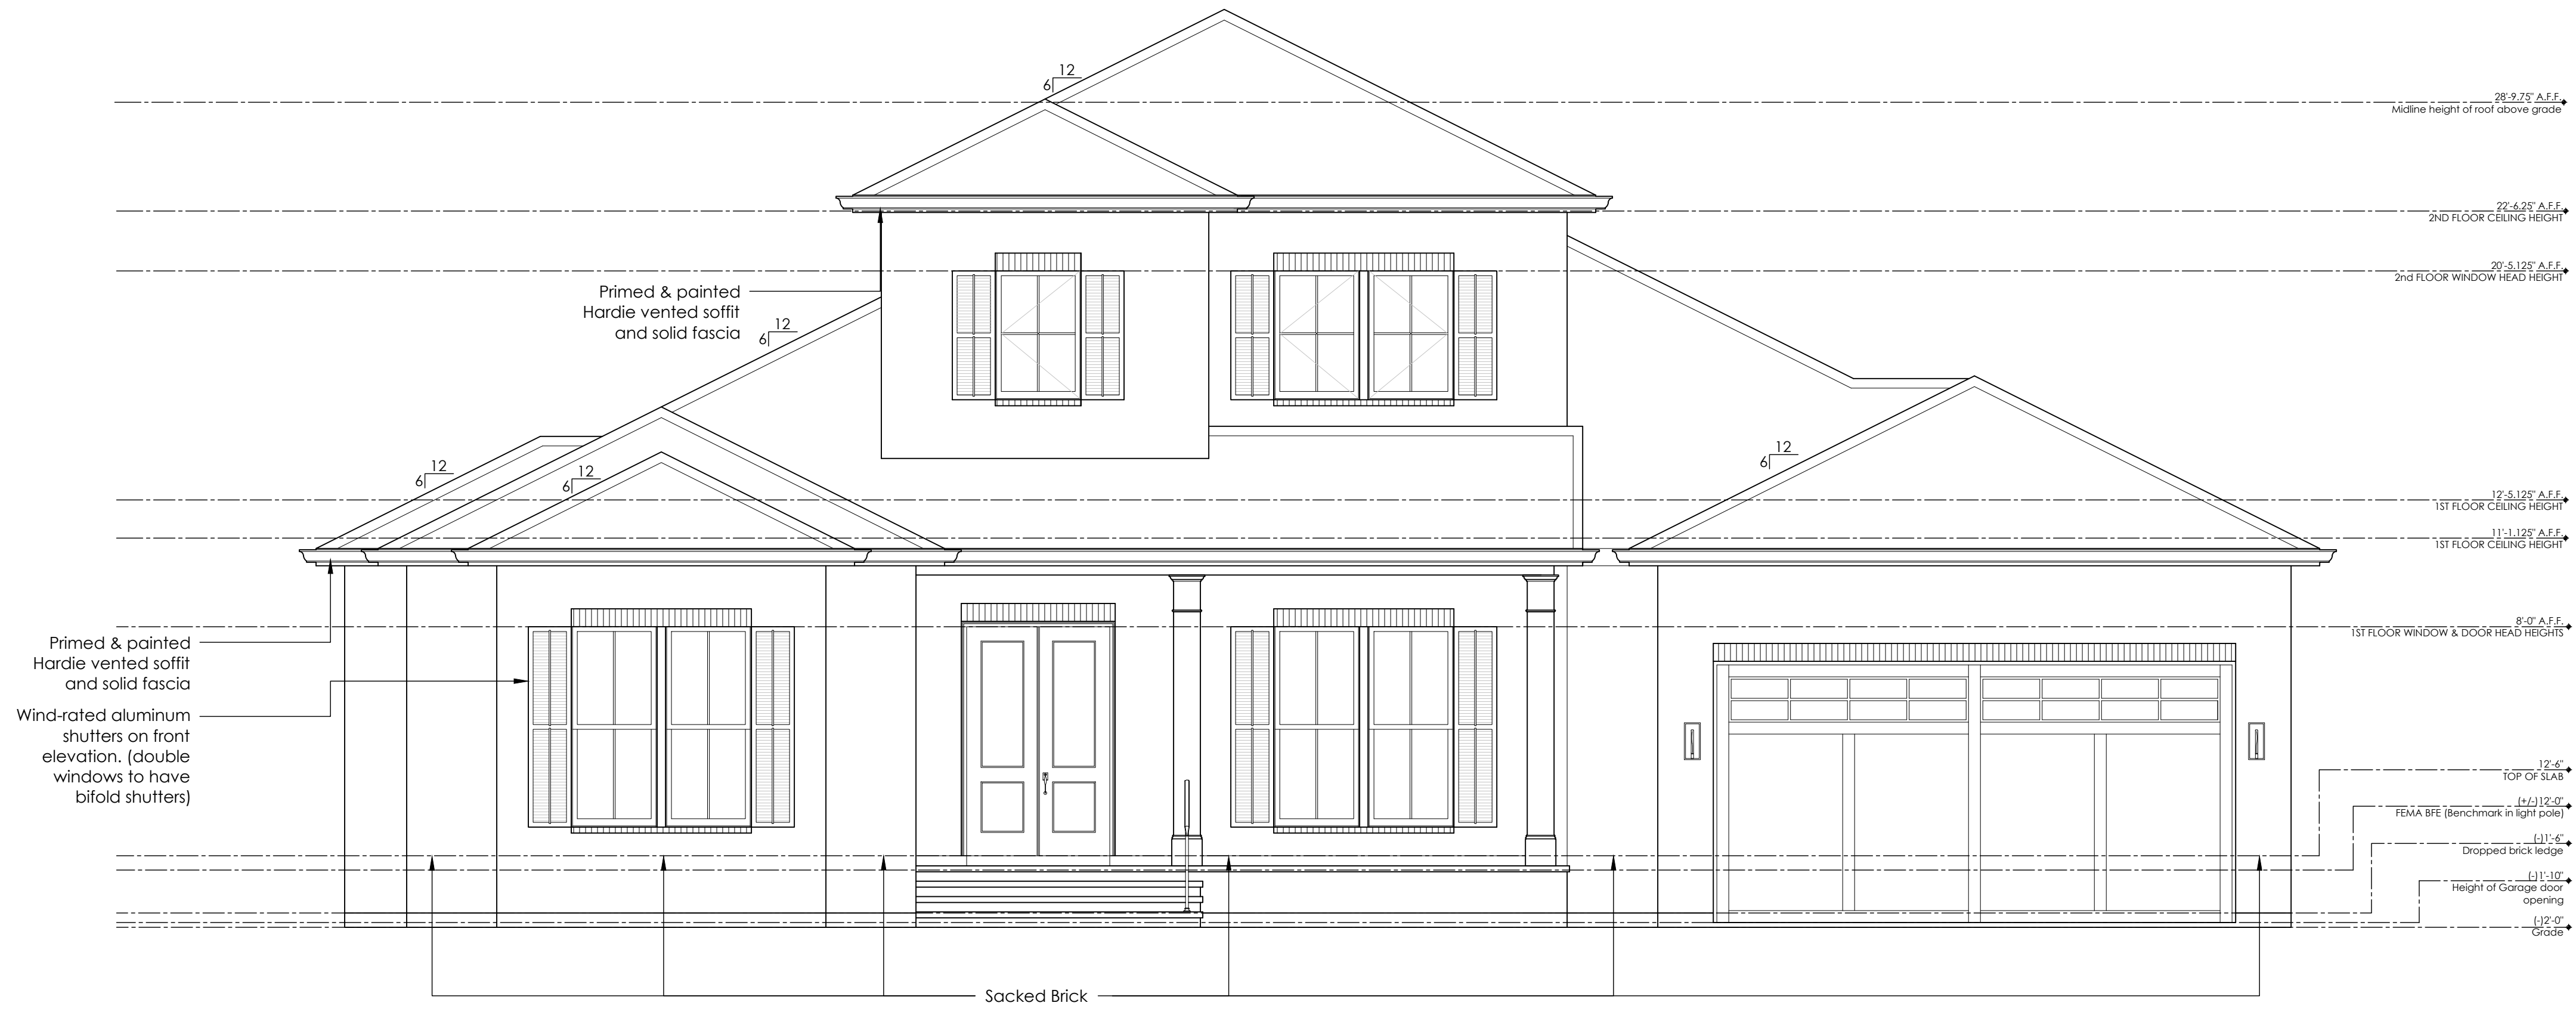 12
6
28'-9.75" A.F.F.
Midline height of roof above grade
22'-6.25" A.F.F.
2ND FLOOR CEILING HEIGHT
20'-5.125" A.F.F.
2nd FLOOR WINDOW HEAD HEIGHT
Primed & painted
Hardie vented soffit
and solid fascia
12
6
12
6
12
6
12
6
12'-5.125" A.F.F.
1ST FLOOR CEILING HEIGHT
11'-1.125" A.F.F.
1ST FLOOR CEILING HEIGHT
8'-0" A.F.F.
1ST FLOOR WINDOW & DOOR HEAD HEIGHTS
Primed & painted
Hardie vented soffit
and solid fascia
Wind-rated aluminum
shutters on front
elevation. (double
windows to have
bifold shutters)
12'-6"
TOP OF SLAB
(+/-)12'-0"
FEMA BFE (Benchmark in light pole)
(-)1'-6"
Dropped brick ledge
(-)1'-10"
Height of Garage door
opening
(-)2'-0"
Grade
Sacked Brick